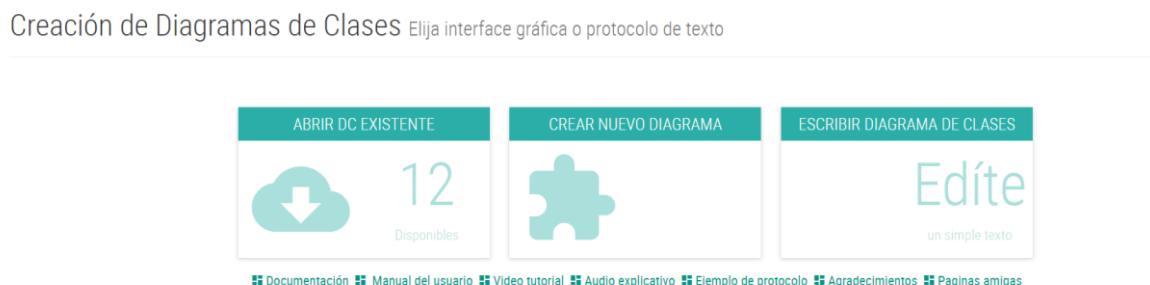 Creación de Diagramas de Clases Elija interface gráfica o protocolo de texto
ABRIR DC EXISTENTE
12
Disponibles
CREAR NUEVO DIAGRAMA
ESCRIBIR DIAGRAMA DE CLASES
Edíte
un simple texto
Documentación Manual del usuario Video tutorial Audio explicativo Ejemplo de protocolo Agradecimientos Paginas amigas